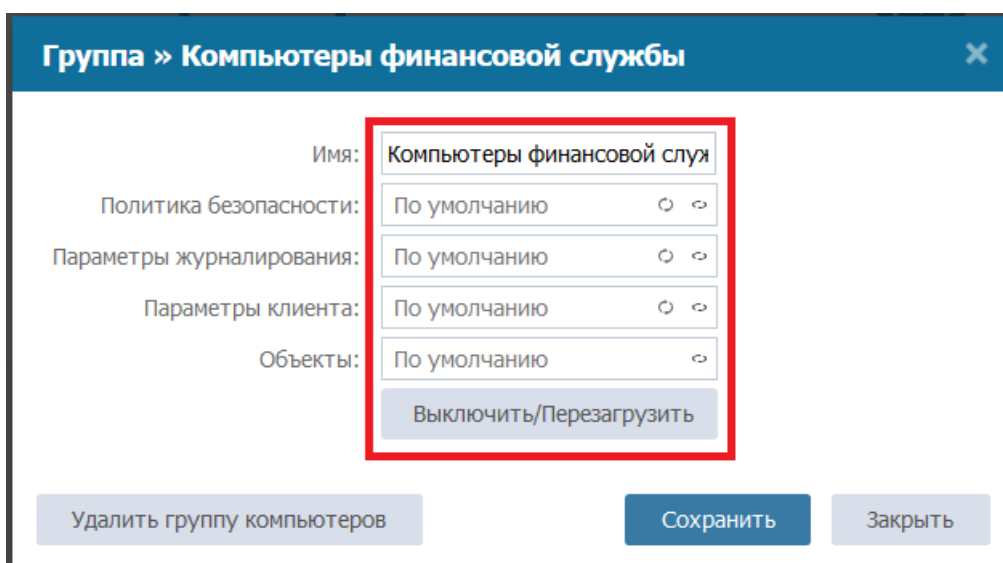 Группа » Компьютеры финансовой службы
Имя: Компьютеры финансовой служ
Политика безопасности: По умолчанию
Параметры журналирования: По умолчанию
Параметры клиента: По умолчанию
Объекты: По умолчанию
Выключить/Перезагрузить
Удалить группу компьютеров Сохранить Закрыть